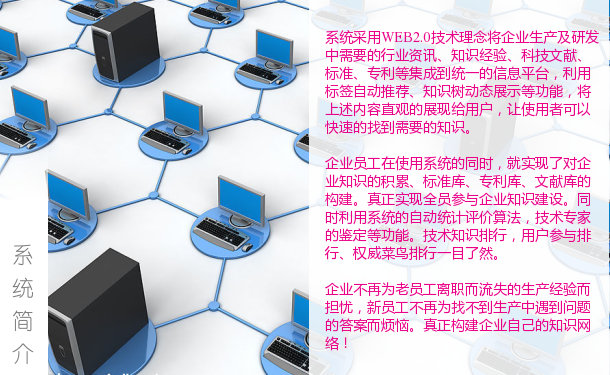 系统简介
系统采用WEB2.0技术理念将企业生产及研发
中需要的行业资讯、知识经验、科技文献、
标准、专利等集成到统一的信息平台，利用
标签自动推荐、知识树动态展示等功能，将
上述内容直观的展现给用户，让使用者可以
快速的找到需要的知识。
企业员工在使用系统的同时，就实现了对企
业知识的积累、标准库、专利库、文献库的
构建。真正实现全员参与企业知识建设。同
时利用系统的自动统计评价算法，技术专家
的鉴定等功能。技术知识排行，用户参与排
行、权威菜鸟排行一目了然。
企业不再为老员工离职而流失的生产经验而
担忧，新员工不再为找不到生产中遇到问题
的答案而烦恼。真正构建企业自己的知识网
络！